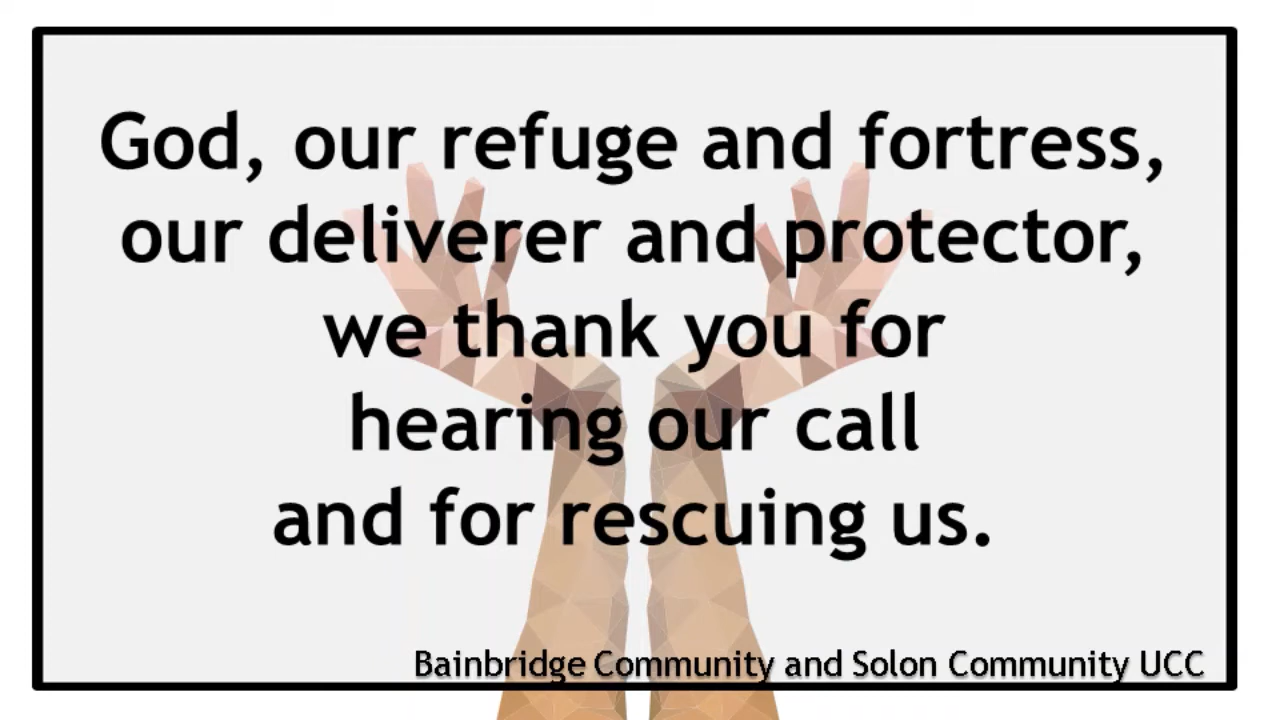 God, our refuge and fortress,
our deliverer and protector,
we thank you for
hearing our call
and for rescuing us.
Bainbridge Community and Solon Community UCC